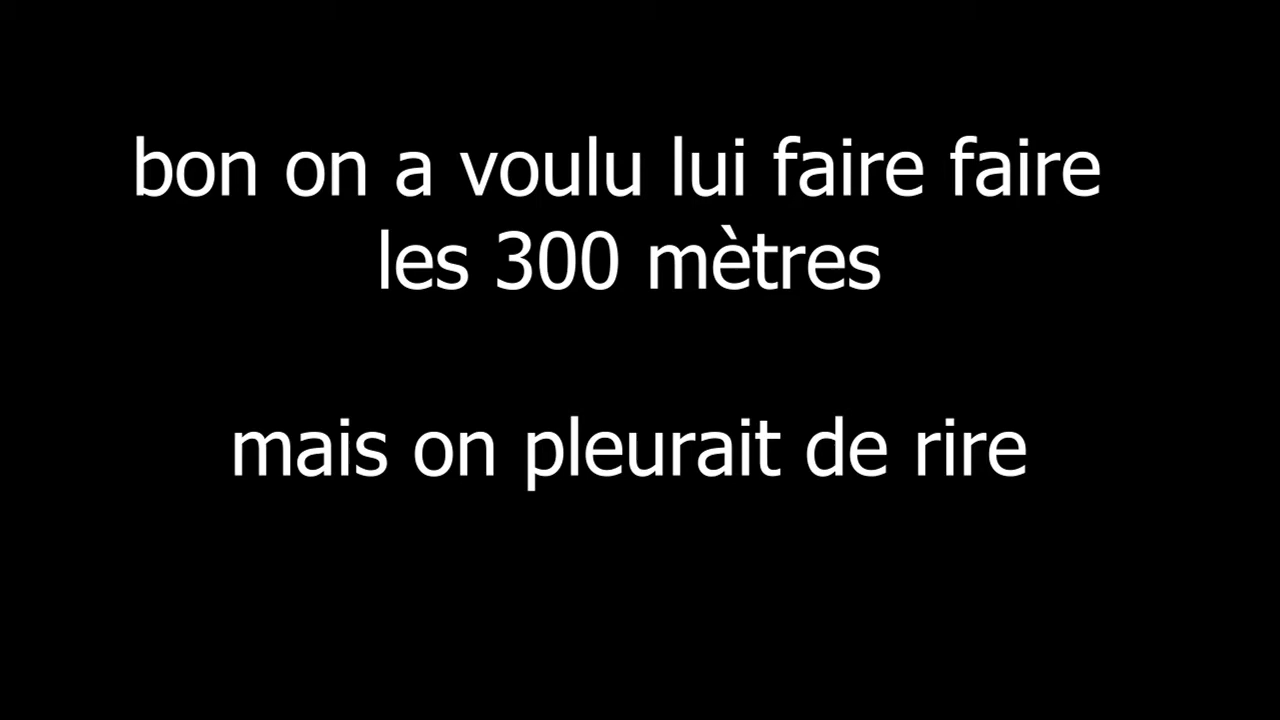 bon on a voulu lui faire faire
les 300 mètres
mais on pleurait de rire